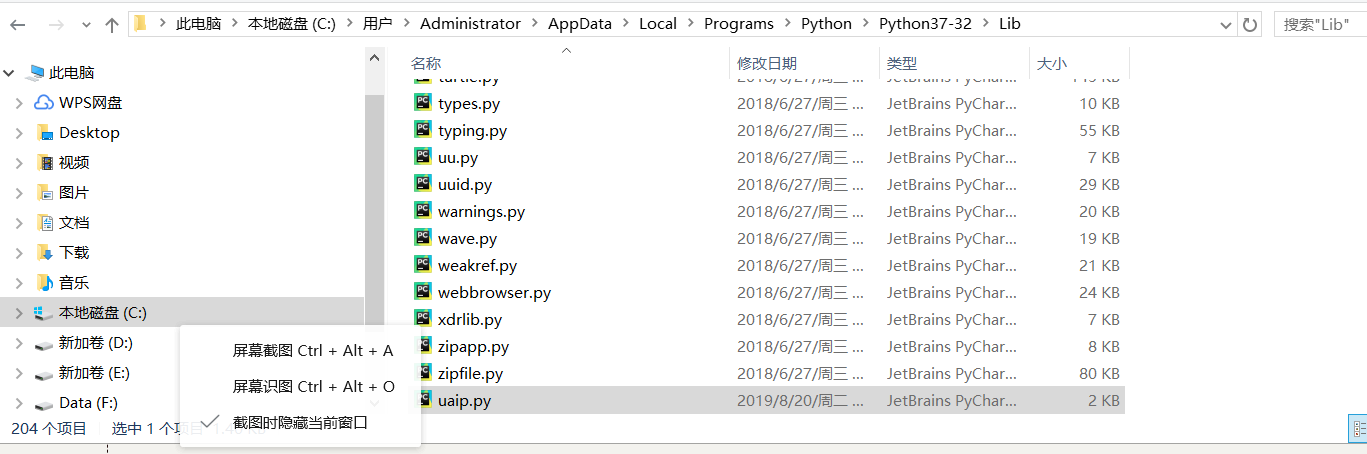 此电脑 本地磁盘 (C:) 用户 Administrator AppData Local Programs Python Python37-32 Lib 搜索"Lib"
此电脑
WPS网盘
Desktop
视频
图片
文档
下载
音乐
本地磁盘 (C:)
新加卷 (D:)
新加卷 (E:)
Data (F:)
名称 修改日期 类型 大小
turtle.py 2018/6/27/周三 ... JetBrains PyChar... 145 KB
types.py 2018/6/27/周三 ... JetBrains PyChar... 10 KB
typing.py 2018/6/27/周三 ... JetBrains PyChar... 55 KB
uu.py 2018/6/27/周三 ... JetBrains PyChar... 7 KB
uuid.py 2018/6/27/周三 ... JetBrains PyChar... 29 KB
warnings.py 2018/6/27/周三 ... JetBrains PyChar... 20 KB
wave.py 2018/6/27/周三 ... JetBrains PyChar... 19 KB
weakref.py 2018/6/27/周三 ... JetBrains PyChar... 21 KB
webbrowser.py 2018/6/27/周三 ... JetBrains PyChar... 24 KB
xdrlib.py 2018/6/27/周三 ... JetBrains PyChar... 7 KB
zipapp.py 2018/6/27/周三 ... JetBrains PyChar... 8 KB
zipfile.py 2018/6/27/周三 ... JetBrains PyChar... 80 KB
uaip.py 2019/8/20/周二 ... JetBrains PyChar... 2 KB
屏幕截图 Ctrl + Alt + A
屏幕识图 Ctrl + Alt + O
截图时隐藏当前窗口
204 个项目 选中 1 个项目